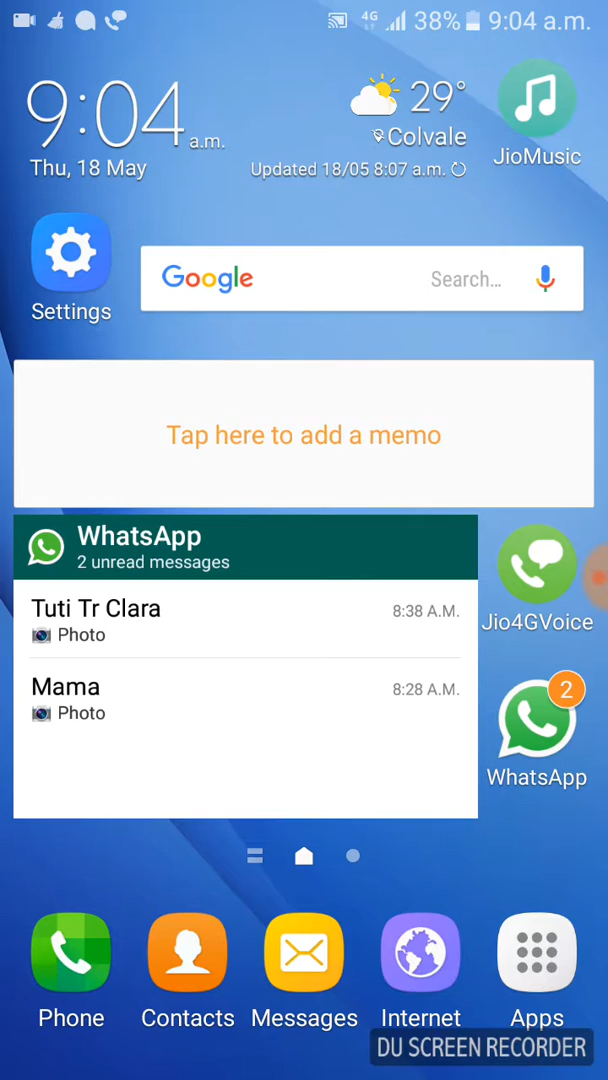 4G 38% 9:04 a.m.
9:04 a.m.
Thu, 18 May
29°
Colvale
Updated 18/05 8:07 a.m.
JioMusic
Settings
Google Search...
Tap here to add a memo
WhatsApp
2 unread messages
Tuti Tr Clara 8:38 A.M.
Photo
Mama 8:28 A.M.
Photo
Jio4GVoice
2
WhatsApp
Phone Contacts Messages Internet Apps
DU SCREEN RECORDER